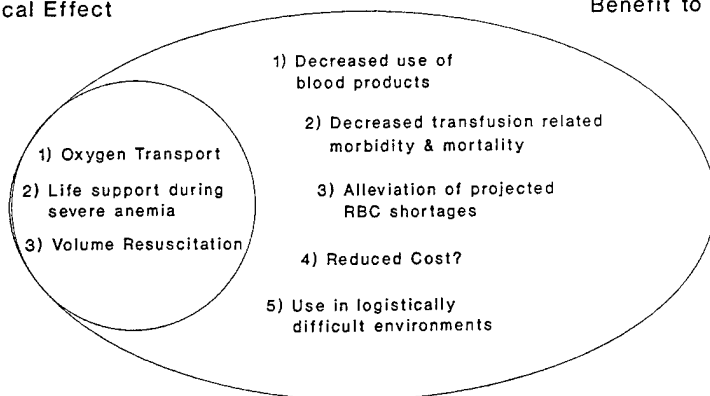 cal Effect
Benefit to
1) Decreased use of
blood products
2) Decreased transfusion related
morbidity & mortality
3) Alleviation of projected
RBC shortages
4) Reduced Cost?
5) Use in logistically
difficult environments
1) Oxygen Transport
2) Life support during
severe anemia
3) Volume Resuscitation